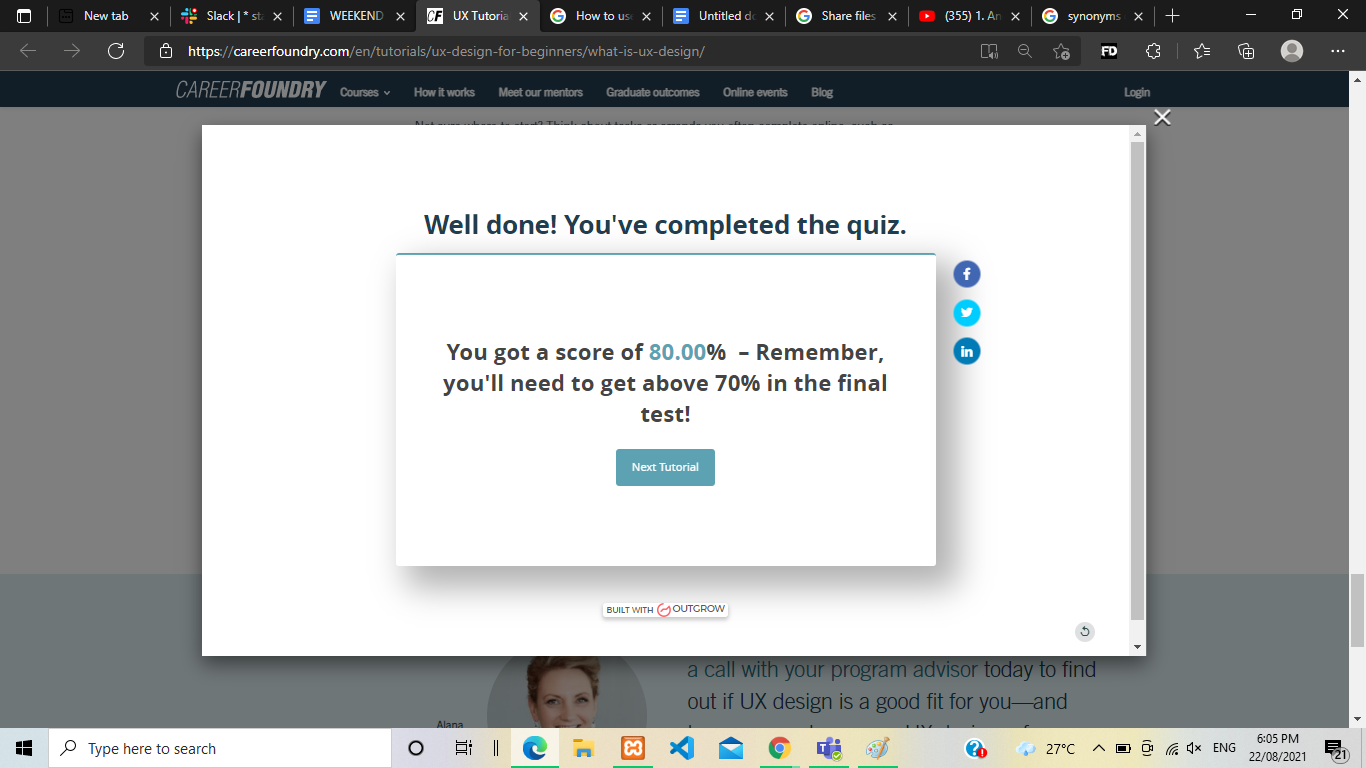 New tab
Slack | * sta
WEEKEND
CF UX Tutoria
How to use
Untitled do
Share files
(355) 1. An
synonyms
https://careerfoundry.com/en/tutorials/ux-design-for-beginners/what-is-ux-design/
FD
CAREERFOUNDRY Courses How it works Meet our mentors Graduate outcomes Online events Blog Login
Not sure where to start? Think about tasks or errands you often complete online, such as
Well done! You've completed the quiz.
You got a score of 80.00% – Remember,
you'll need to get above 70% in the final
test!
Next Tutorial
BUILT WITH OUTGROW
a call with your program advisor today to find
out if UX design is a good fit for you—and
Alana
Type here to search
27°C
ENG
6:05 PM
22/08/2021
21